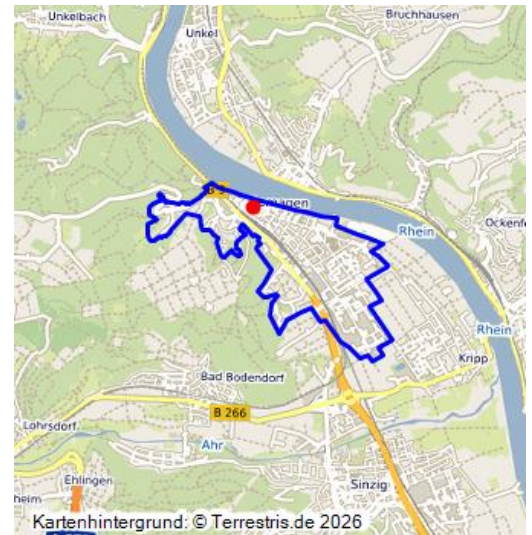 Unkelbach
Unkel
Bruchhausen
Rhein
Ockenfe
Rhein
Kripp
Bad Bodendorf
B 266
Lohrsdorf
Ahr
Ehlingen
heim
Sinzig
Kartenhintergrund: © Terrestris.de 2026